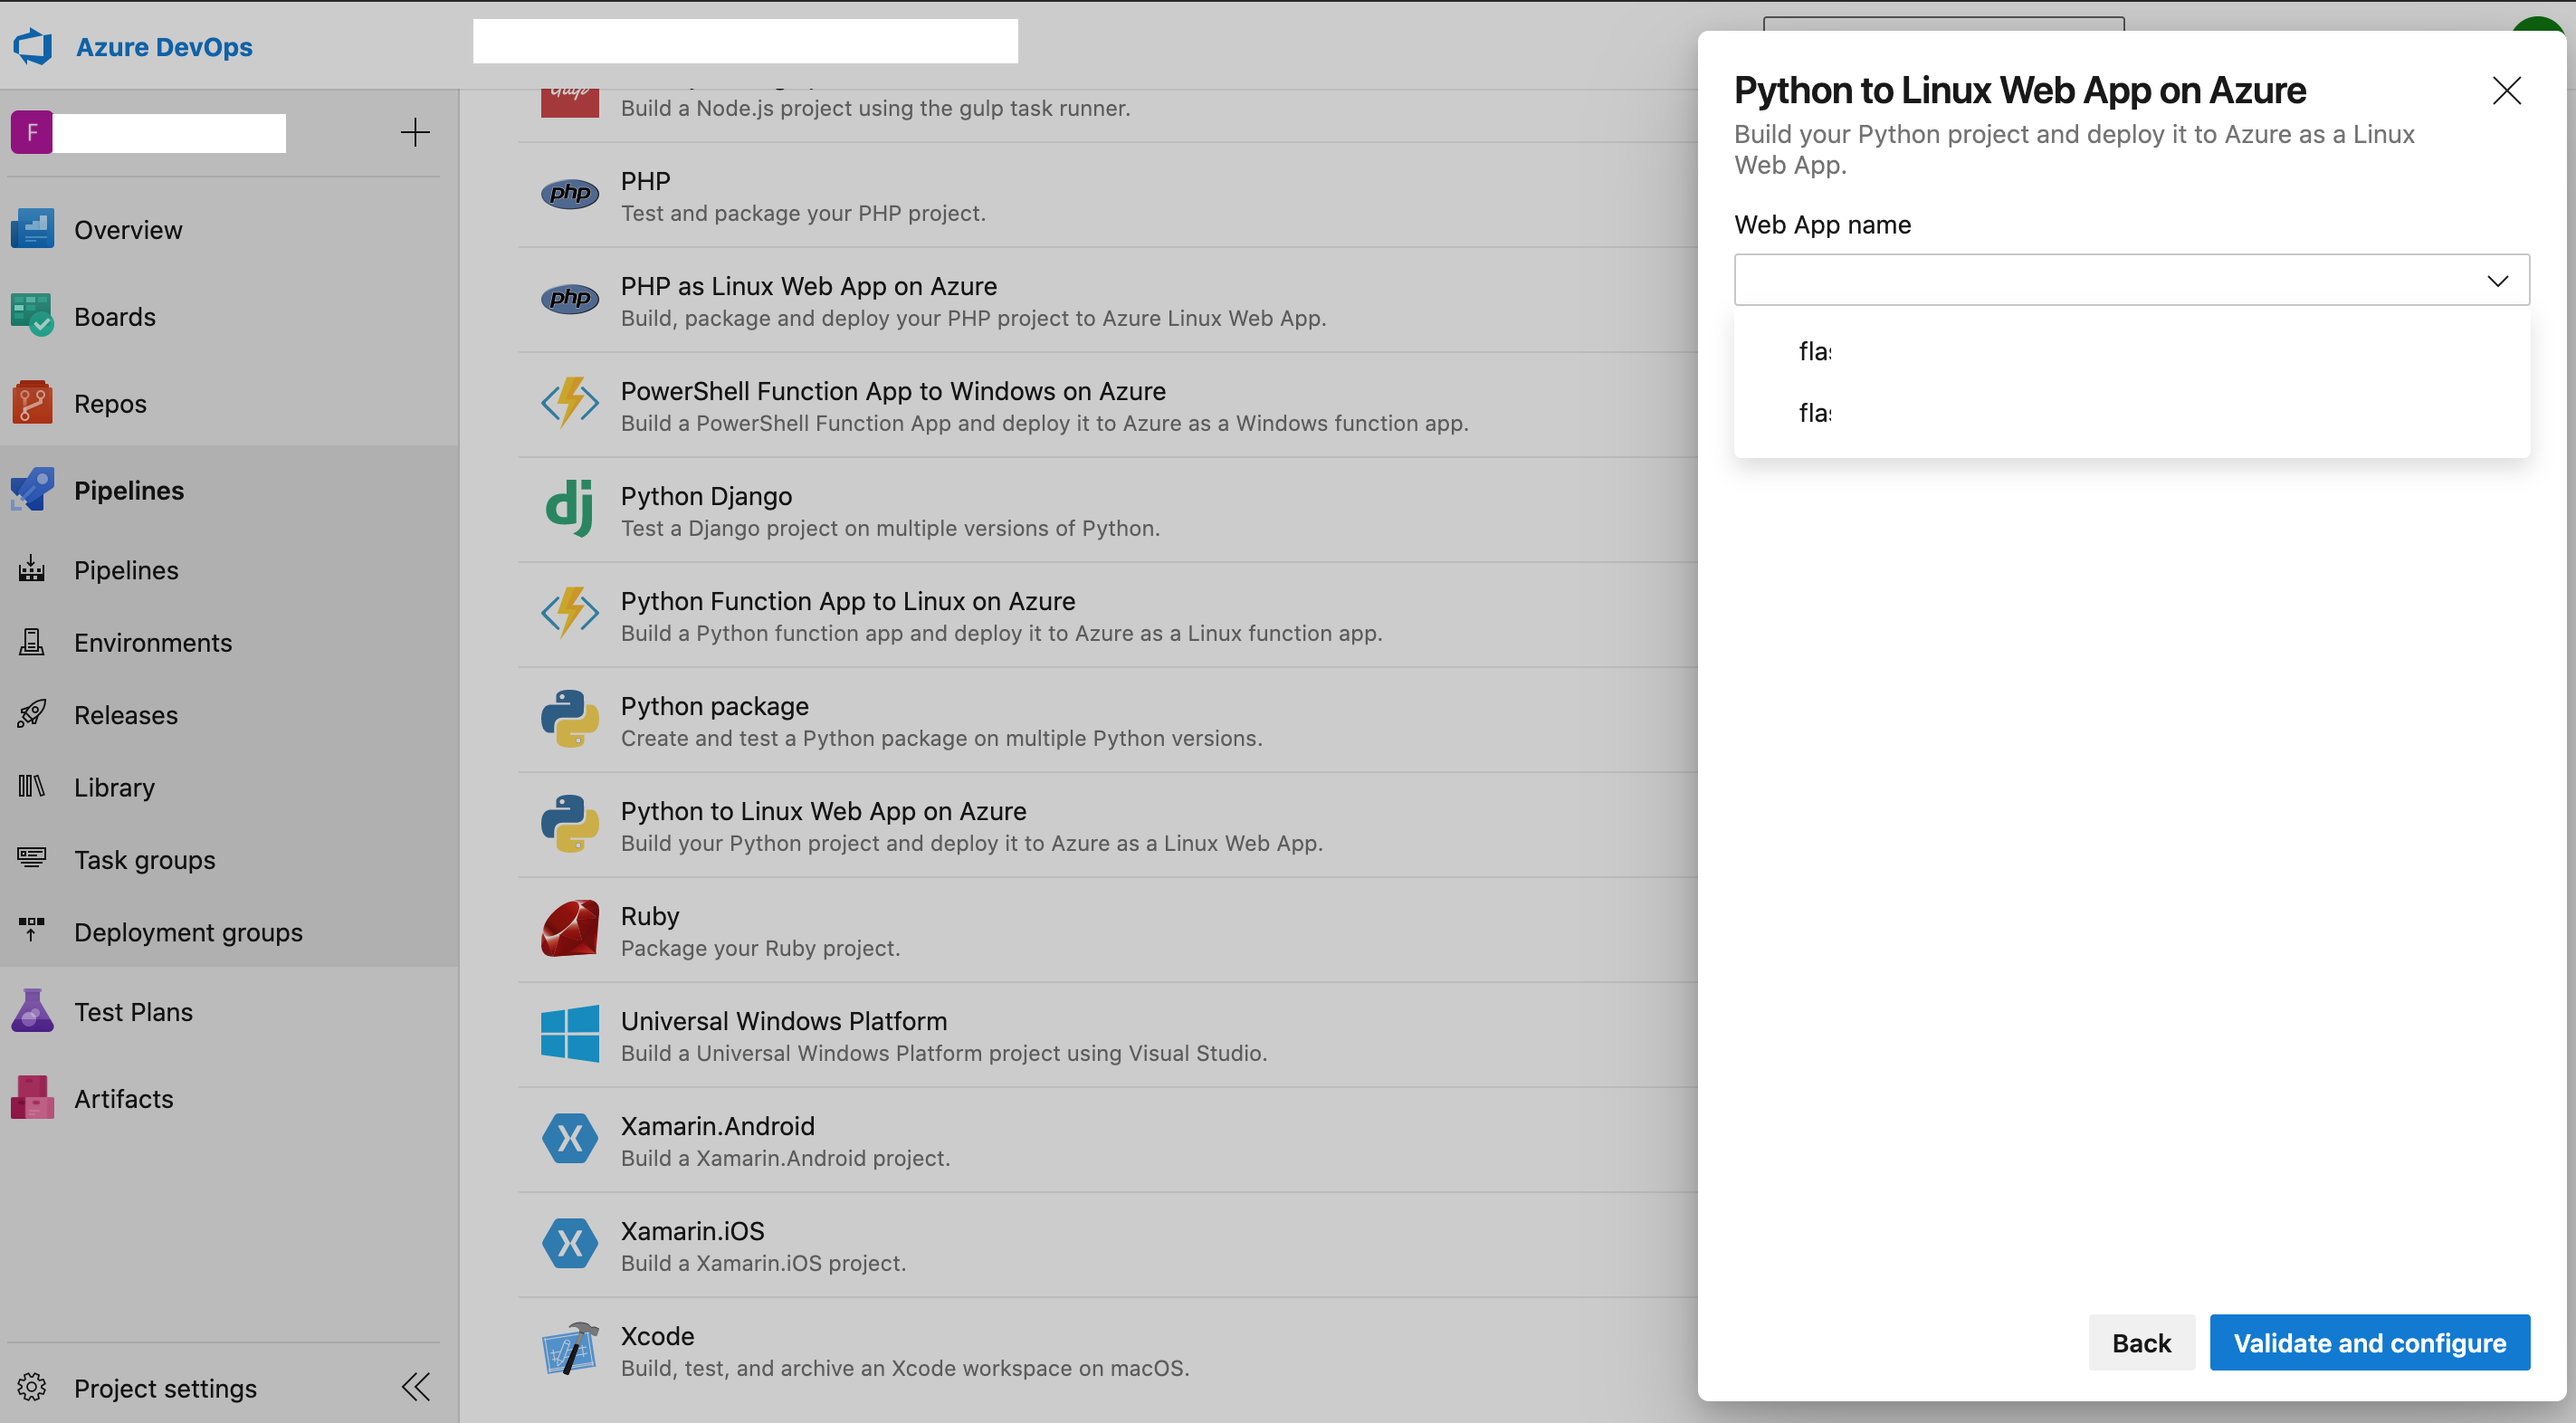 Azure DevOps
F
Overview
Boards
Repos
Pipelines
Pipelines
Environments
Releases
Library
Task groups
Deployment groups
Test Plans
Artifacts
Project settings
Build a Node.js project using the gulp task runner.
php
PHP
Test and package your PHP project.
php
PHP as Linux Web App on Azure
Build, package and deploy your PHP project to Azure Linux Web App.
PowerShell Function App to Windows on Azure
Build a PowerShell Function App and deploy it to Azure as a Windows function app.
dj
Python Django
Test a Django project on multiple versions of Python.
Python Function App to Linux on Azure
Build a Python function app and deploy it to Azure as a Linux function app.
Python package
Create and test a Python package on multiple Python versions.
Python to Linux Web App on Azure
Build your Python project and deploy it to Azure as a Linux Web App.
Ruby
Package your Ruby project.
Universal Windows Platform
Build a Universal Windows Platform project using Visual Studio.
Xamarin.Android
Build a Xamarin.Android project.
Xamarin.iOS
Build a Xamarin.iOS project.
Xcode
Build, test, and archive an Xcode workspace on macOS.
Python to Linux Web App on Azure
Build your Python project and deploy it to Azure as a Linux
Web App.
Web App name
Back
Validate and configure